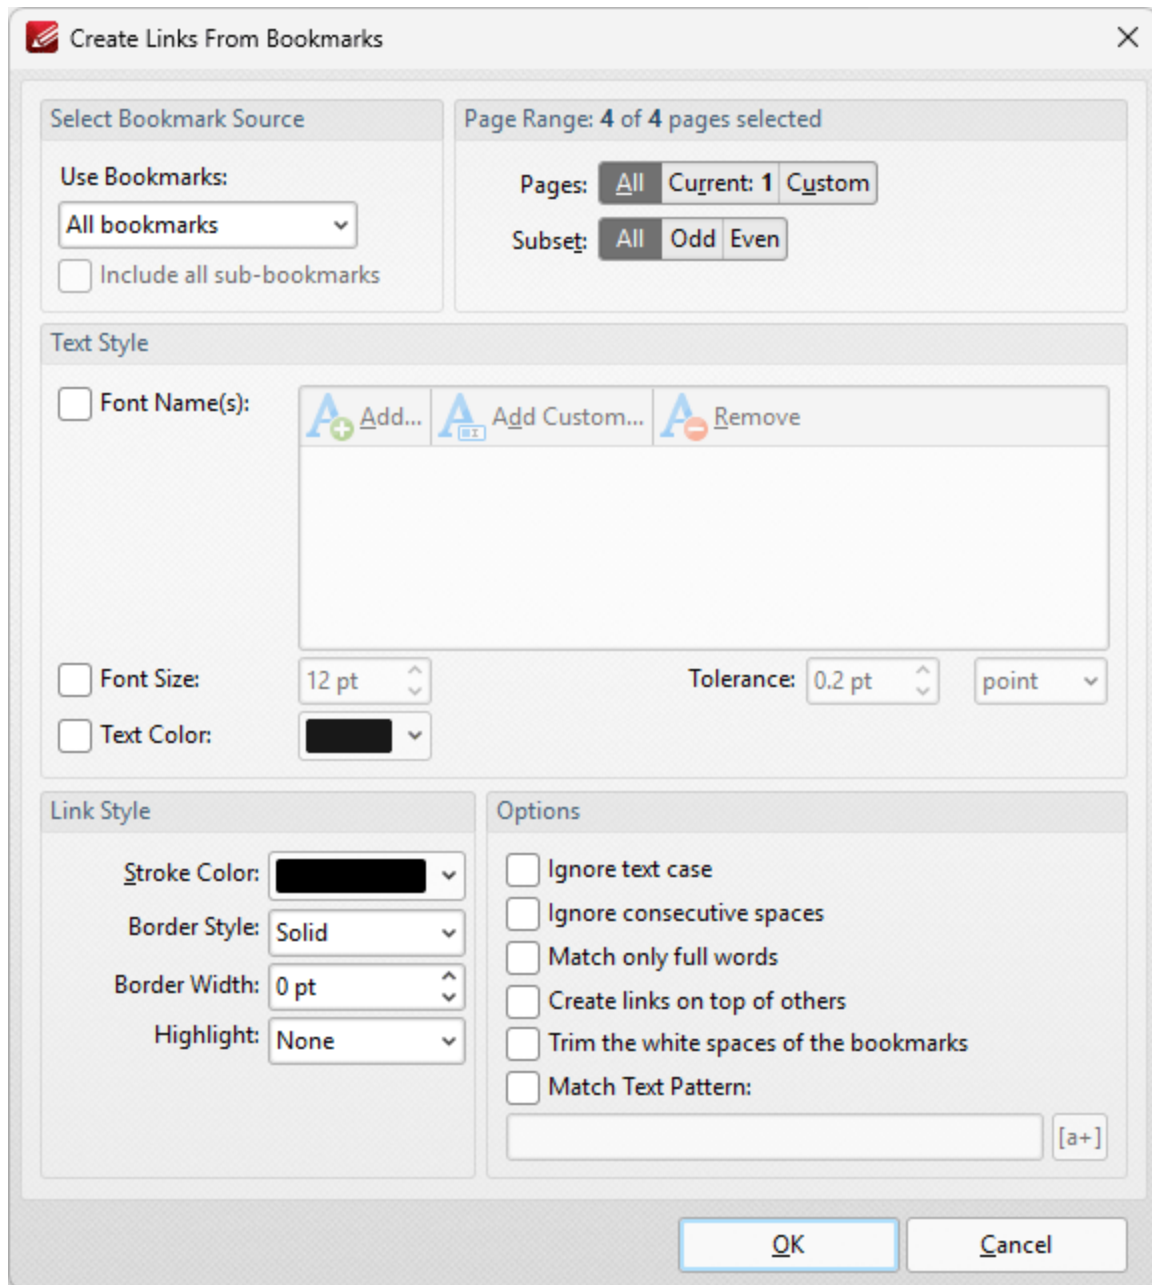 Create Links From Bookmarks
Select Bookmark Source
Use Bookmarks:
All bookmarks
Include all sub-bookmarks
Page Range: 4 of 4 pages selected
Pages: All Current: 1 Custom
Subset: All Odd Even
Text Style
Font Name(s):
Add... Add Custom... Remove
Font Size: 12 pt Tolerance: 0.2 pt point
Text Color:
Link Style
Stroke Color:
Border Style: Solid
Border Width: 0 pt
Highlight: None
Options
Ignore text case
Ignore consecutive spaces
Match only full words
Create links on top of others
Trim the white spaces of the bookmarks
Match Text Pattern:
[a+]
OK Cancel